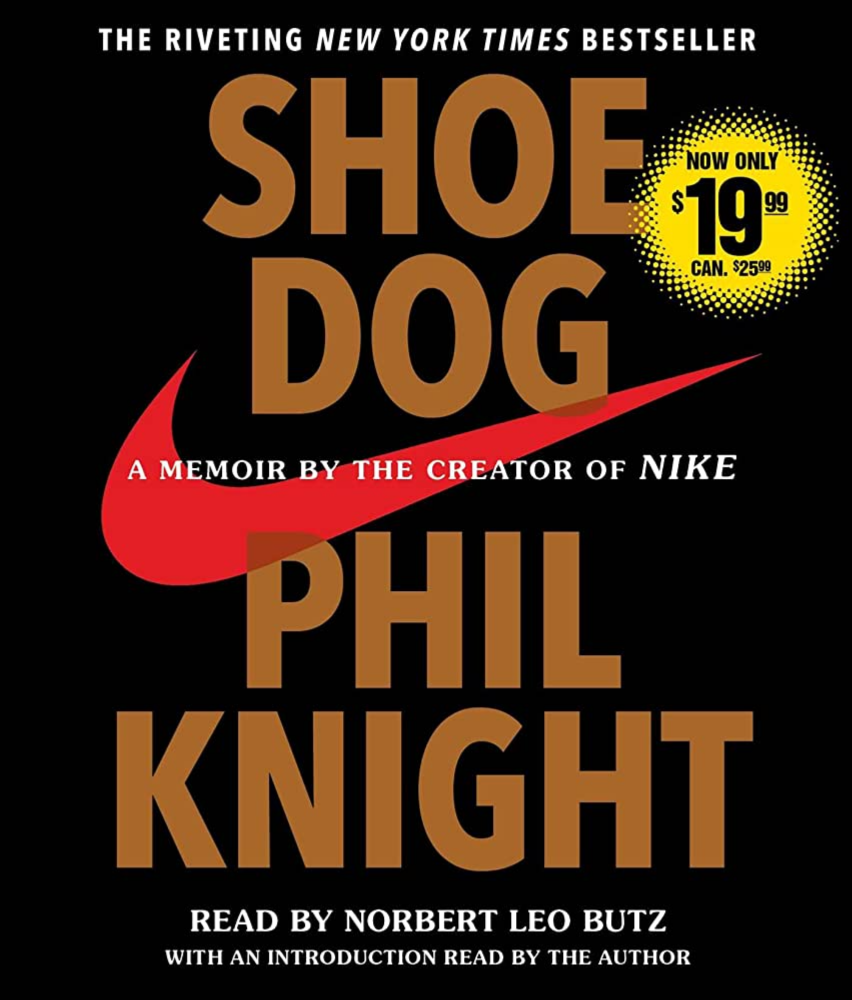 THE RIVETING NEW YORK TIMES BESTSELLER
SHOE
DOG
NOW ONLY
$19 99
CAN. $25 99
A MEMOIR BY THE CREATOR OF NIKE
PHIL
KNIGHT
READ BY NORBERT LEO BUTZ
WITH AN INTRODUCTION READ BY THE AUTHOR